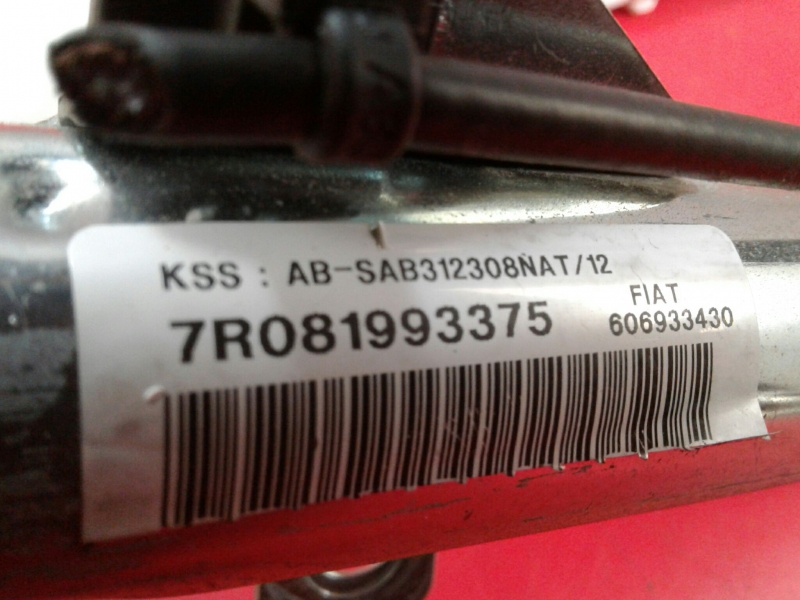 KSS : AB-SAB312308NAT/12
7R081993375
FIAT
606933430